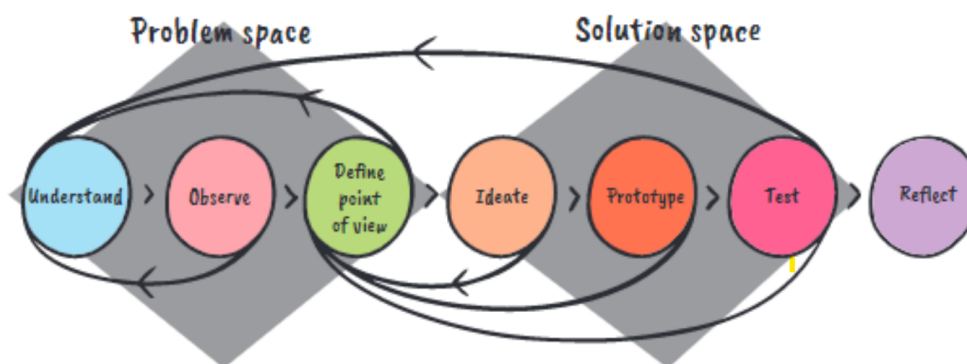 Problem space
Solution space
Understand
Observe
Define
point
of view
Ideate
Prototype
Test
Reflect